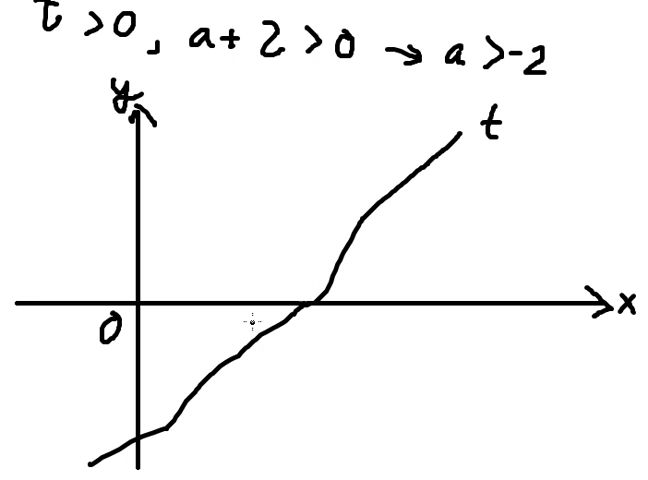 t > 0, a + 2 > 0 → a > -2
y
t
0
x